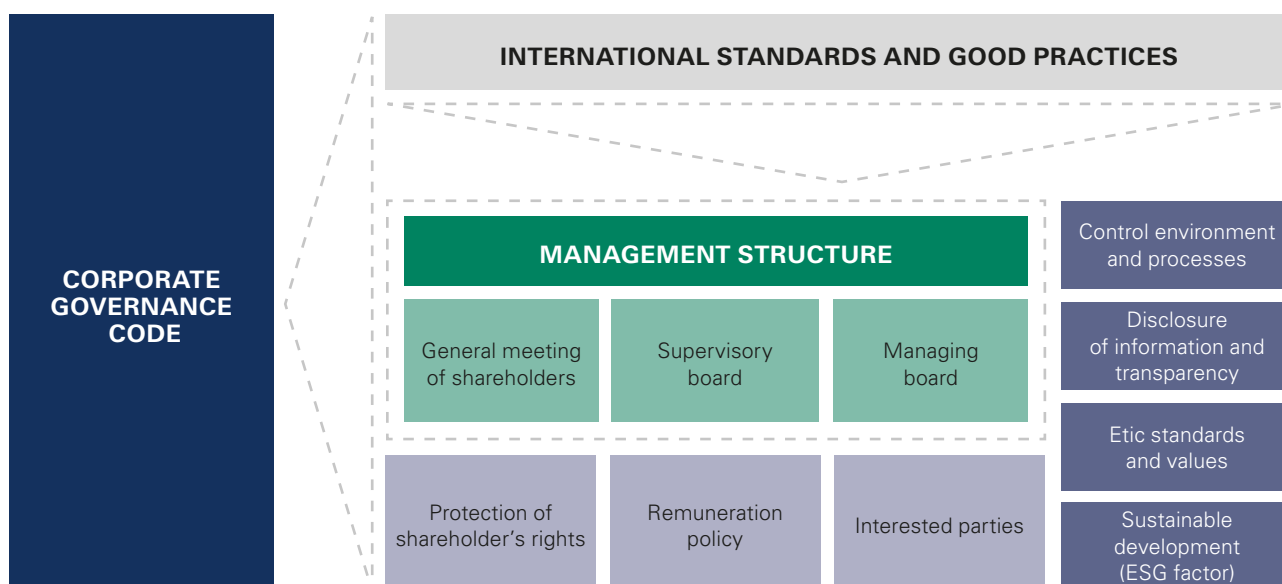 CORPORATE
GOVERNANCE
CODE
INTERNATIONAL STANDARDS AND GOOD PRACTICES
MANAGEMENT STRUCTURE
General meeting
of shareholders
Supervisory
board
Managing
board
Protection of
shareholder’s rights
Remuneration
policy
Interested parties
Control environment
and processes
Disclosure
of information and
transparency
Etic standards
and values
Sustainable
development
(ESG factor)